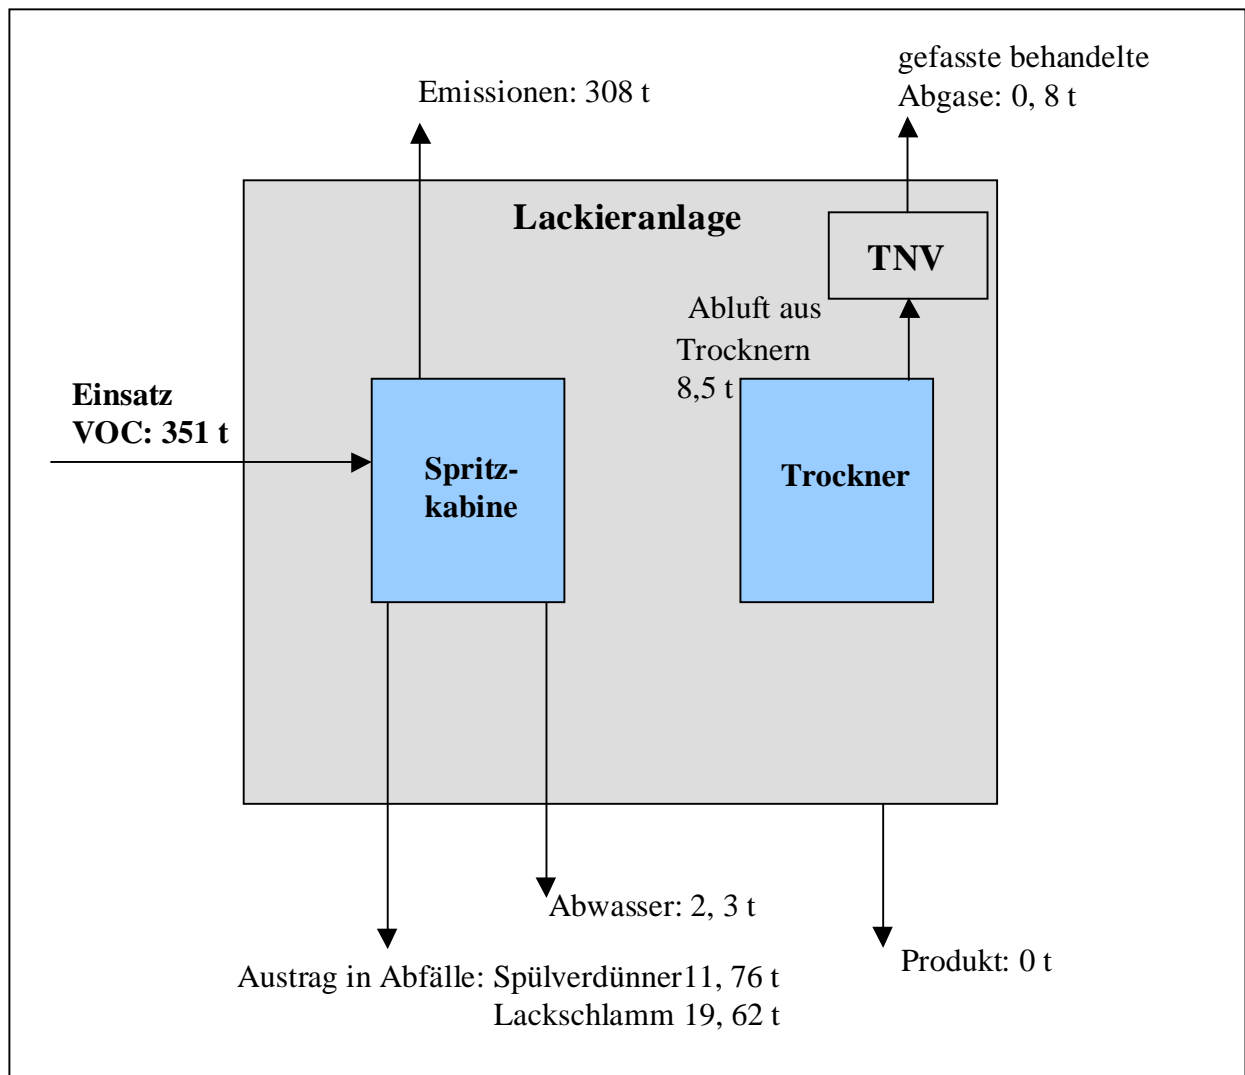 gefasste behandelte
Abgase: 0, 8 t
Emissionen: 308 t
Lackieranlage
TNV
Abluft aus
Trocknern
8,5 t
Einsatz
VOC: 351 t
Spritz-
kabine
Trockner
Abwasser: 2, 3 t
Produkt: 0 t
Austrag in Abfälle: Spülverdünner11, 76 t
Lackschlamm 19, 62 t